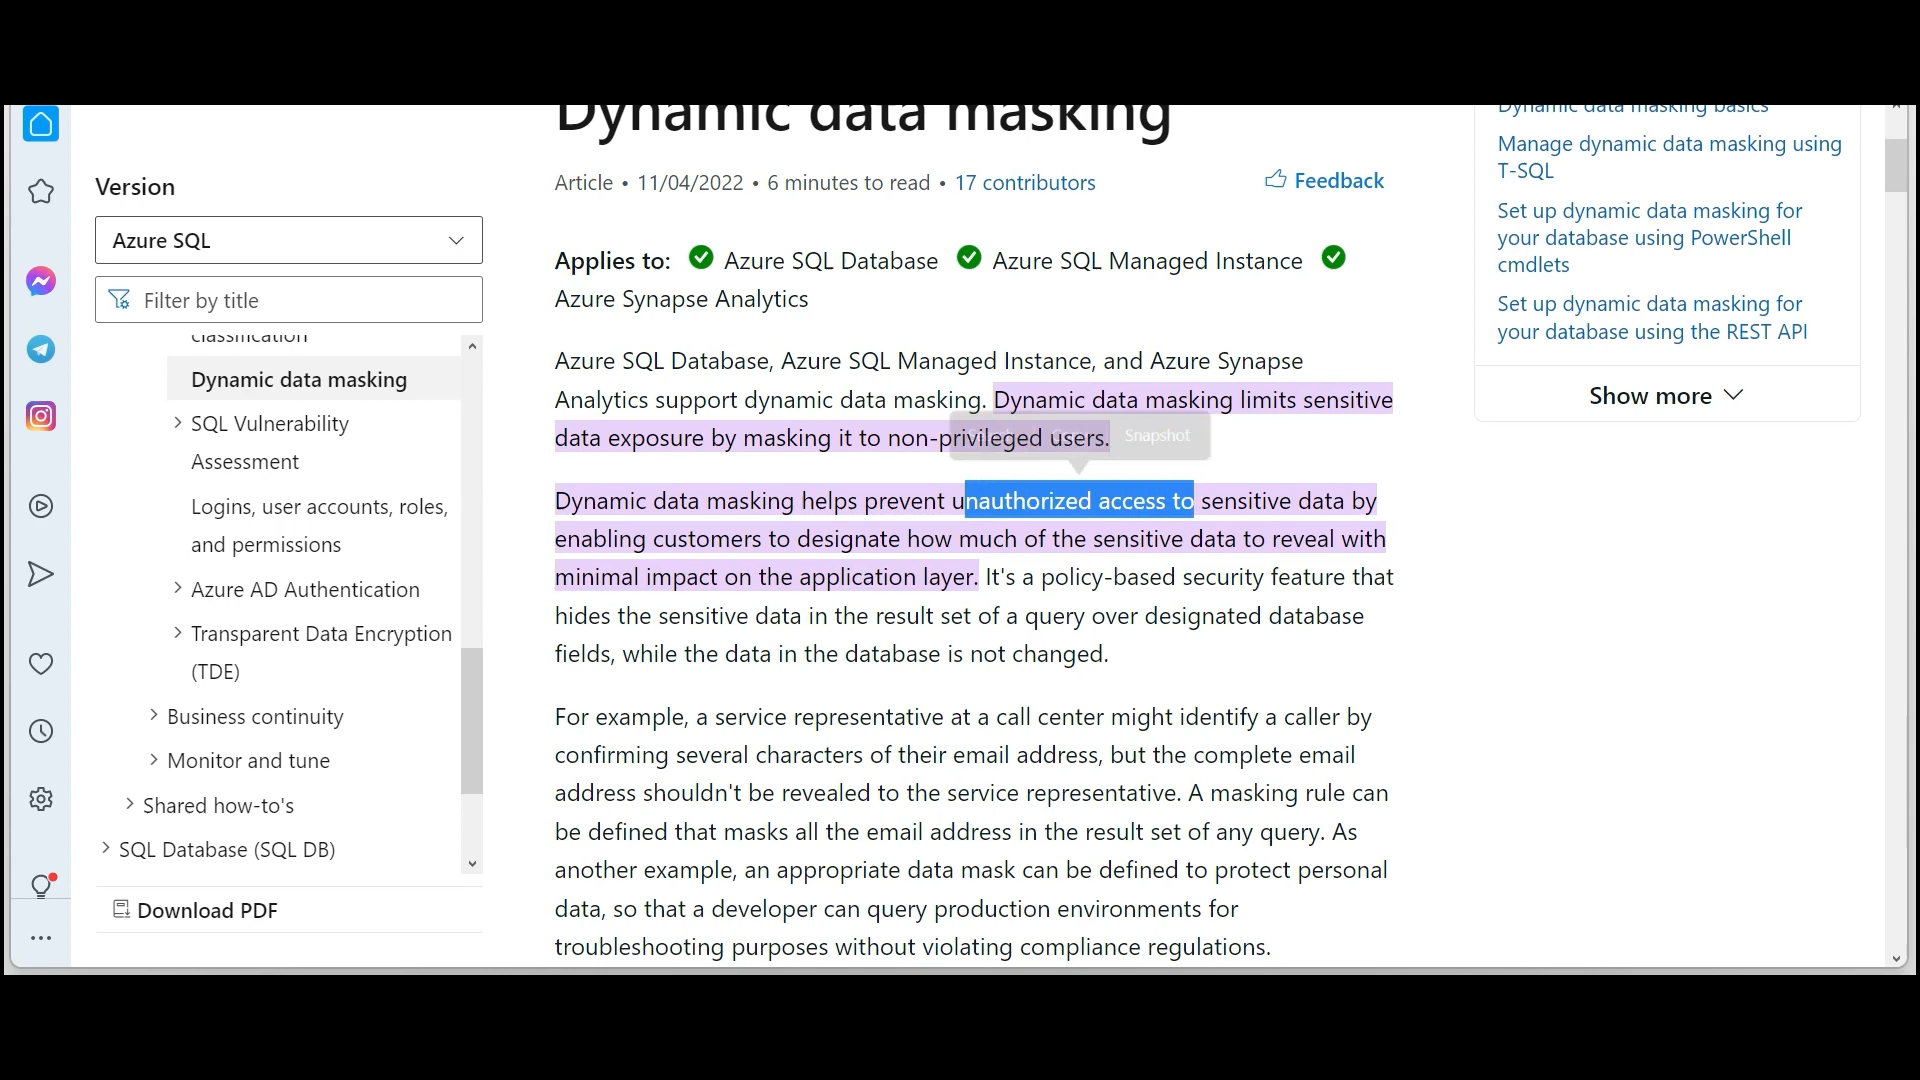 Dynamic data masking
Article • 11/04/2022 • 6 minutes to read • 17 contributors
Feedback
Applies to: Azure SQL Database Azure SQL Managed Instance
Azure Synapse Analytics
Azure SQL Database, Azure SQL Managed Instance, and Azure Synapse
Analytics support dynamic data masking. Dynamic data masking limits sensitive
data exposure by masking it to non-privileged users.
Snapshot
Dynamic data masking helps prevent unauthorized access to sensitive data by
enabling customers to designate how much of the sensitive data to reveal with
minimal impact on the application layer. It's a policy-based security feature that
hides the sensitive data in the result set of a query over designated database
fields, while the data in the database is not changed.
For example, a service representative at a call center might identify a caller by
confirming several characters of their email address, but the complete email
address shouldn't be revealed to the service representative. A masking rule can
be defined that masks all the email address in the result set of any query. As
another example, an appropriate data mask can be defined to protect personal
data, so that a developer can query production environments for
troubleshooting purposes without violating compliance regulations.
Version
Azure SQL
Filter by title
classification
Dynamic data masking
SQL Vulnerability
Assessment
Logins, user accounts, roles,
and permissions
Azure AD Authentication
Transparent Data Encryption
(TDE)
Business continuity
Monitor and tune
Shared how-to's
SQL Database (SQL DB)
Download PDF
Dynamic data masking basics
Manage dynamic data masking using
T-SQL
Set up dynamic data masking for
your database using PowerShell
cmdlets
Set up dynamic data masking for
your database using the REST API
Show more